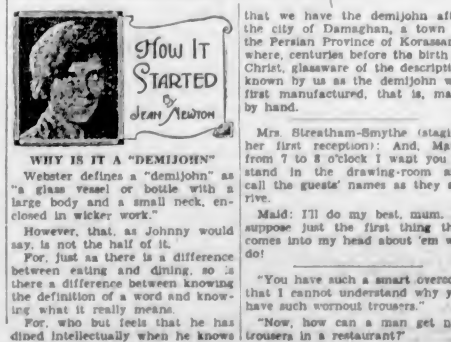 HOW IT
STARTED
By
JEAN NEWTON
WHY IS IT A "DEMIJOHN"
Webster defines a "demijohn" as
"a glass vessel or bottle with a
large body and a small neck, en-
closed in wicker work."
However, that, as Johnny would
say, is not the half of it.
For, just as there is a difference
between eating and dining, so is
there a difference between knowing
the definition of a word and know-
ing what it really means.
For, who but feels that he has
dined intellectually when he knows
that we have the demijohn
the city of Damaghan, a town
the Persian Province of
where, centuries before the birth
Christ, glassware of the
known by us as the demijohn
first manufactured, that is,
by hand.
Mrs. Streatham-Smythe
her first reception): And,
from 7 to 8 o'clock I want you
stand in the drawing-room
call the guests' names as they
rive.
Maid: I'll do my best, mum.
suppose just the first thing
comes into my head about 'em
do!
"You have such a smart
that I cannot understand why
have such wornout trousers."
"Now, how can a man get
trousers in a restaurant?"